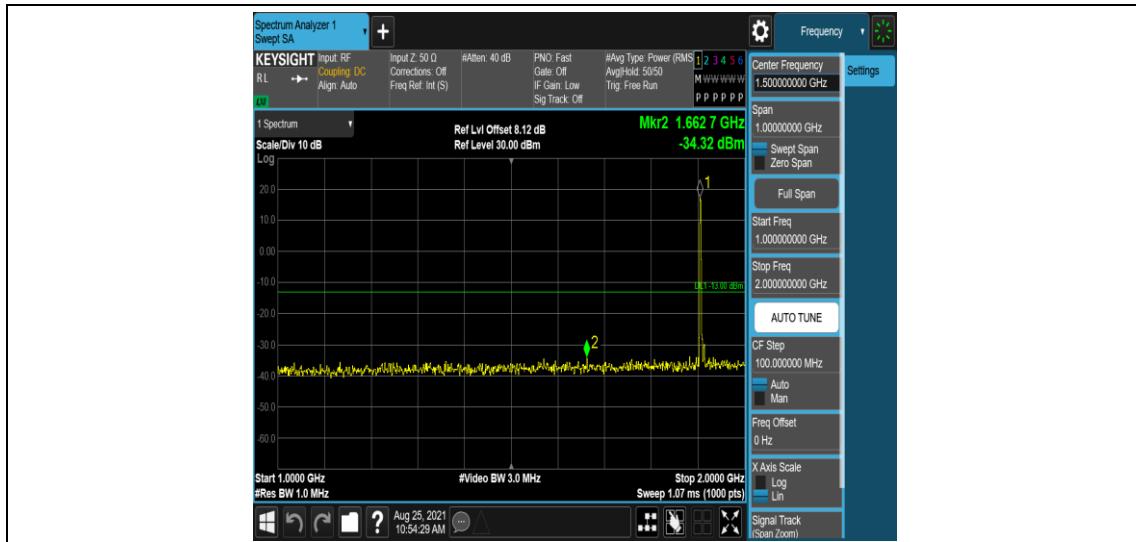 Spectrum Analyzer 1
Swept SA
+
Frequency
KEYSIGHT
RL
LXI
Input: RF
Coupling: DC
Align: Auto
Input Z: 50 Ω
Corrections: Off
Freq Ref: Int (S)
#Atten: 40 dB
PNO: Fast
Gate: Off
IF Gain: Low
Sig Track: Off
#Avg Type: Power (RMS
Avg|Hold: 50/50
Trig: Free Run
1 2 3 4 5 6
M W W W W W
P P P P P P
1 Spectrum
Scale/Div 10 dB
Log
Ref Lvl Offset 8.12 dB
Ref Level 30.00 dBm
Mkr2 1.662 7 GHz
-34.32 dBm
1
20.0
10.0
0.00
-10.0
DL1 -13.00 dBm
-20.0
-30.0
2
-40.0
-50.0
-60.0
Start 1.0000 GHz
#Res BW 1.0 MHz
#Video BW 3.0 MHz
Stop 2.0000 GHz
Sweep 1.07 ms (1000 pts)
?
Aug 25, 2021
10:54:29 AM
Center Frequency
1.500000000 GHz
Settings
Span
1.00000000 GHz
Swept Span
Zero Span
Full Span
Start Freq
1.000000000 GHz
Stop Freq
2.000000000 GHz
AUTO TUNE
CF Step
100.000000 MHz
Auto
Man
Freq Offset
0 Hz
X Axis Scale
Log
Lin
Signal Track
(Span Zoom)